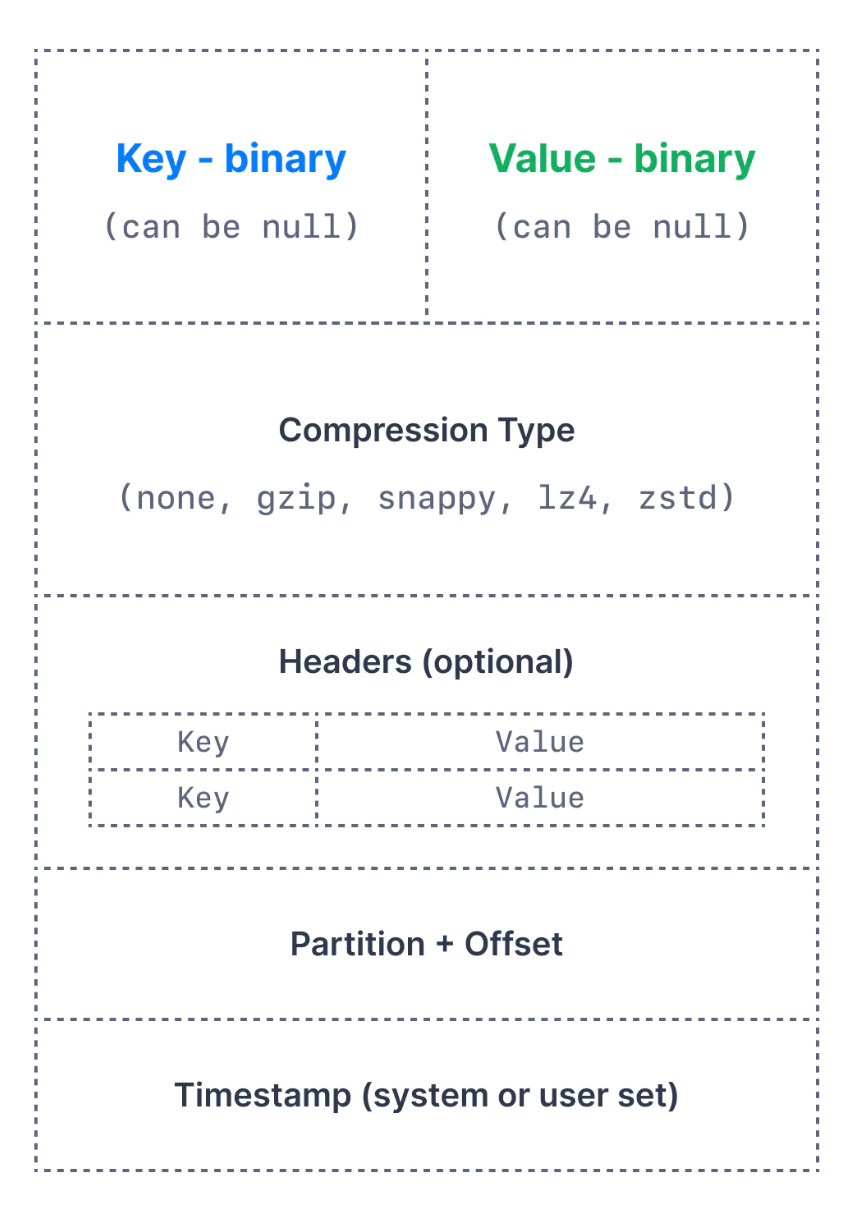 Key - binary
(can be null)
Value - binary
(can be null)
Compression Type
(none, gzip, snappy, lz4, zstd)
Headers (optional)
Key Value
Key Value
Partition + Offset
Timestamp (system or user set)